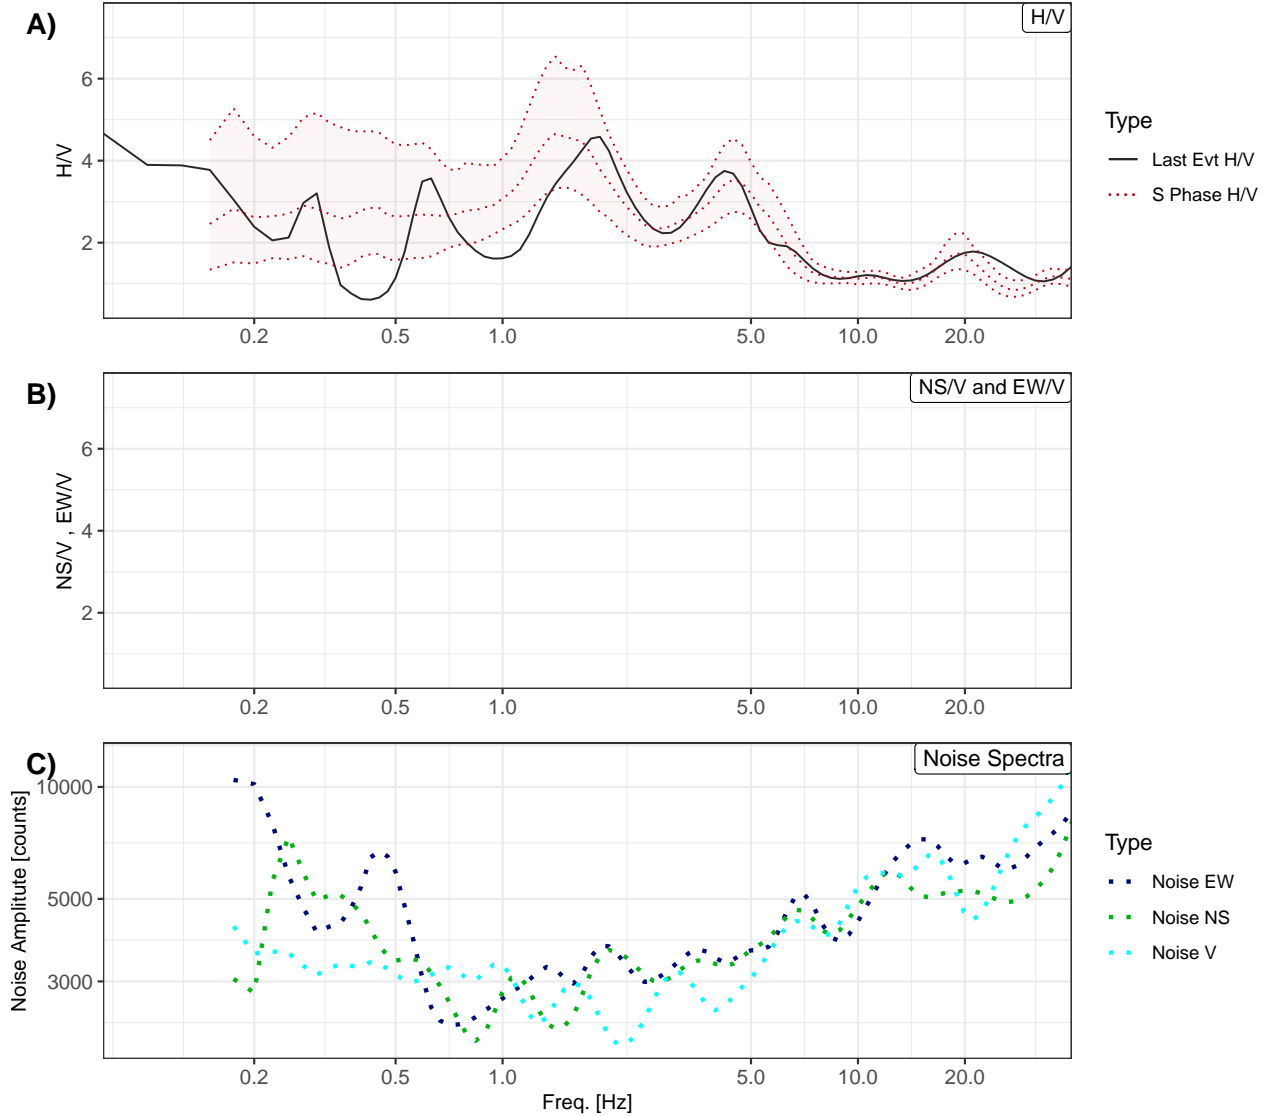 A)
H/V
H/V
6
4
2
0.2 0.5 1.0 5.0 10.0 20.0
Type
Last Evt H/V
S Phase H/V
B)
NS/V and EW/V
NS/V , EW/V
6
4
2
0.2 0.5 1.0 5.0 10.0 20.0
C)
Noise Spectra
Noise Amplitute [counts]
10000
5000
3000
0.2 0.5 1.0 5.0 10.0 20.0
Freq. [Hz]
Type
Noise EW
Noise NS
Noise V